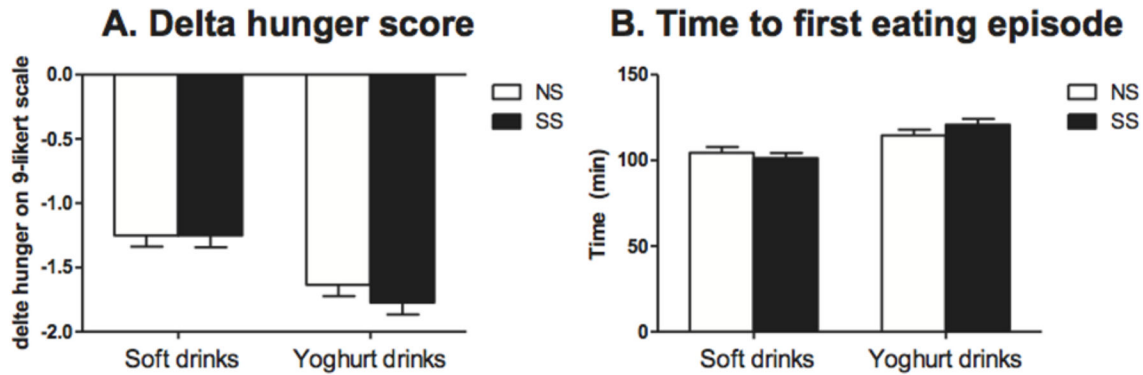 A. Delta hunger score
delte hunger on 9-likert scale
0.0
-0.5
-1.0
-1.5
-2.0
Soft drinks Yoghurt drinks
NS
SS
B. Time to first eating episode
Time (min)
150
100
50
0
Soft drinks Yoghurt drinks
NS
SS